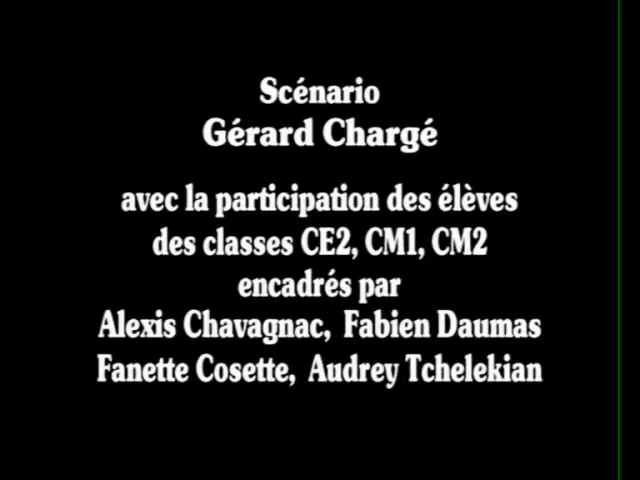 Scénario
Gérard Chargé
avec la participation des élèves
des classes CE2, CM1, CM2
encadrés par
Alexis Chavagnac, Fabien Daumas
Fanette Cosette, Audrey Tchelekian